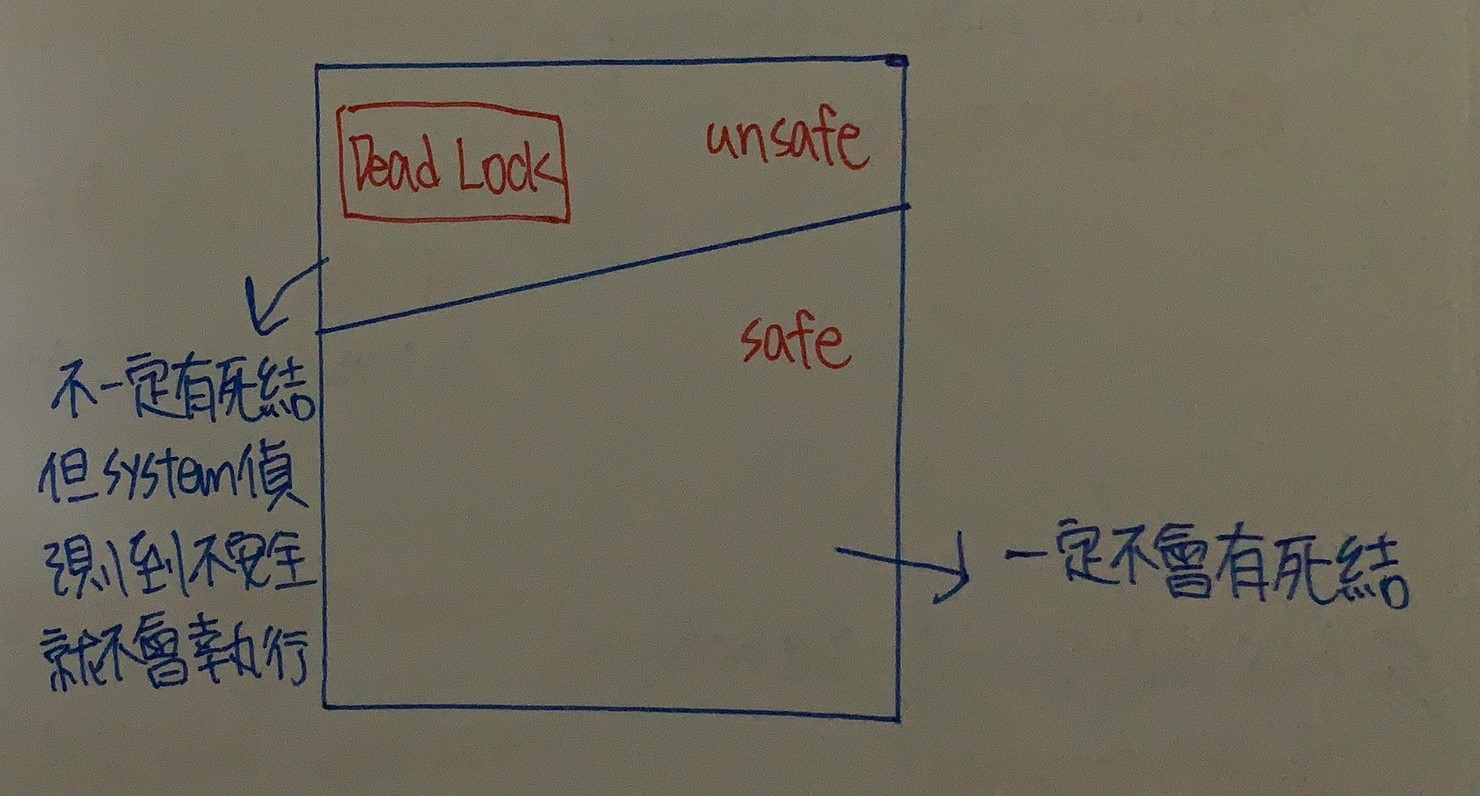 Dead Lock
unsafe
safe
不一定有死結
但system偵
測到不安全
就不會執行
一定不會有死結